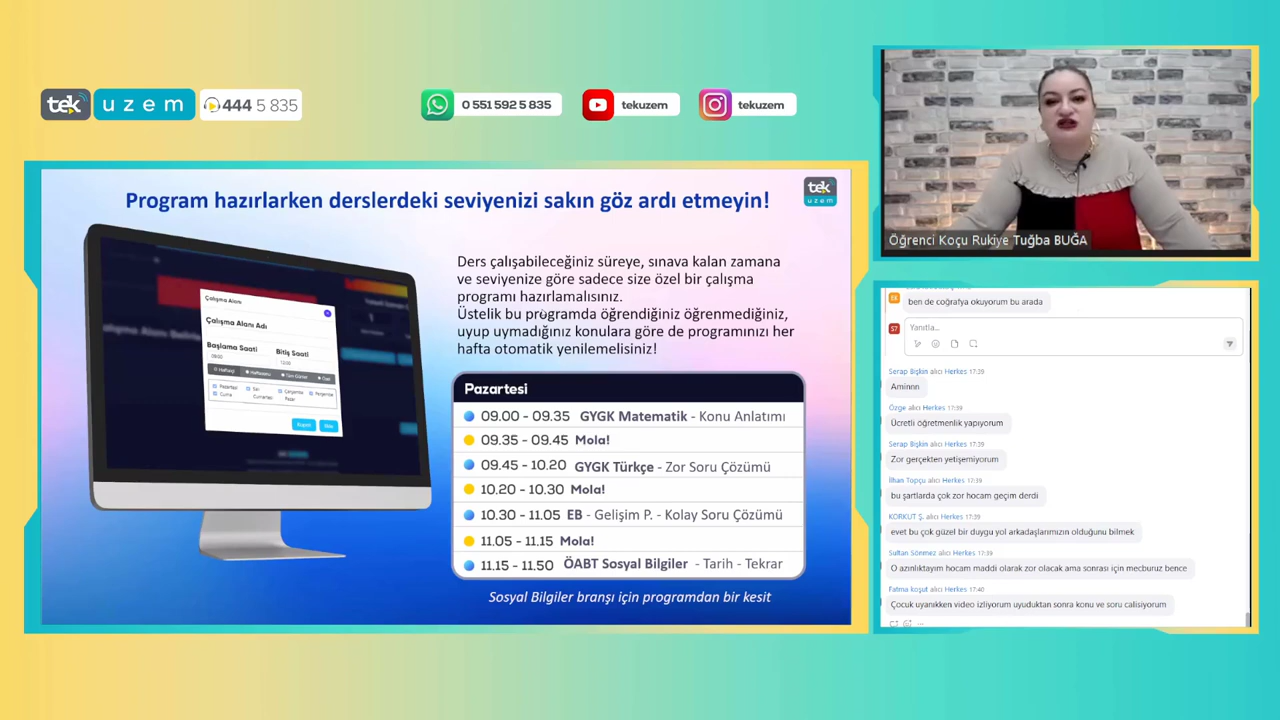 tek uzem 444 5 835
0 551 592 5 835
tekuzem
tekuzem
Program hazırlarken derslerdeki seviyenizi sakın göz ardı etmeyin!
tek
uzem
Çalışma Alanı
Çalışma Alanı Adı
Başlama Saati
Bitiş Saati
Ders çalışabileceğiniz süreye, sınava kalan zamana
ve seviyenize göre sadece size özel bir çalışma
programı hazırlamalısınız.
Üstelik bu programda öğrendiğiniz öğrenmediğiniz,
uyup uymadığınız konulara göre de programınızı her
hafta otomatik yenilemelisiniz!
Pazartesi
09.00 - 09.35 GYGK Matematik - Konu Anlatımı
09.35 - 09.45 Mola!
09.45 - 10.20 GYGK Türkçe - Zor Soru Çözümü
10.20 - 10.30 Mola!
10.30 - 11.05 EB - Gelişim P. - Kolay Soru Çözümü
11.05 - 11.15 Mola!
11.15 - 11.50 ÖABT Sosyal Bilgiler - Tarih - Tekrar
Sosyal Bilgiler branşı için programdan bir kesit
Öğrenci Koçu Rukiye Tuğba BUĞA
ben de coğrafya okuyorum bu arada
Yanıtla...
Serap Bişkin alıcı Herkes 17:39
Aminnn
Özge alıcı Herkes 17:39
Ücretli öğretmenlik yapıyorum
Serap Bişkin alıcı Herkes 17:39
Zor gerçekten yetişemiyorum
İlhan Topçu alıcı Herkes 17:39
bu şartlarda çok zor hocam geçim derdi
KORKUT Ş. alıcı Herkes 17:39
evet bu çok güzel bir duygu yol arkadaşlarımızın olduğunu bilmek
Sultan Sönmez alıcı Herkes 17:39
O azınlıktayım hocam maddi olarak zor olacak ama sonrası için mecburuz bence
Fatma koşut alıcı Herkes 17:40
Çocuk uyanıkken video izliyorum uyuduktan sonra konu ve soru calisiyorum